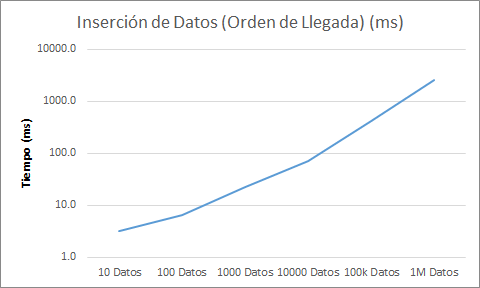 Inserción de Datos (Orden de Llegada) (ms)
10000.0
1000.0
100.0
10.0
1.0
Tiempo (ms)
10 Datos
100 Datos
1000 Datos
10000 Datos
100k Datos
1M Datos